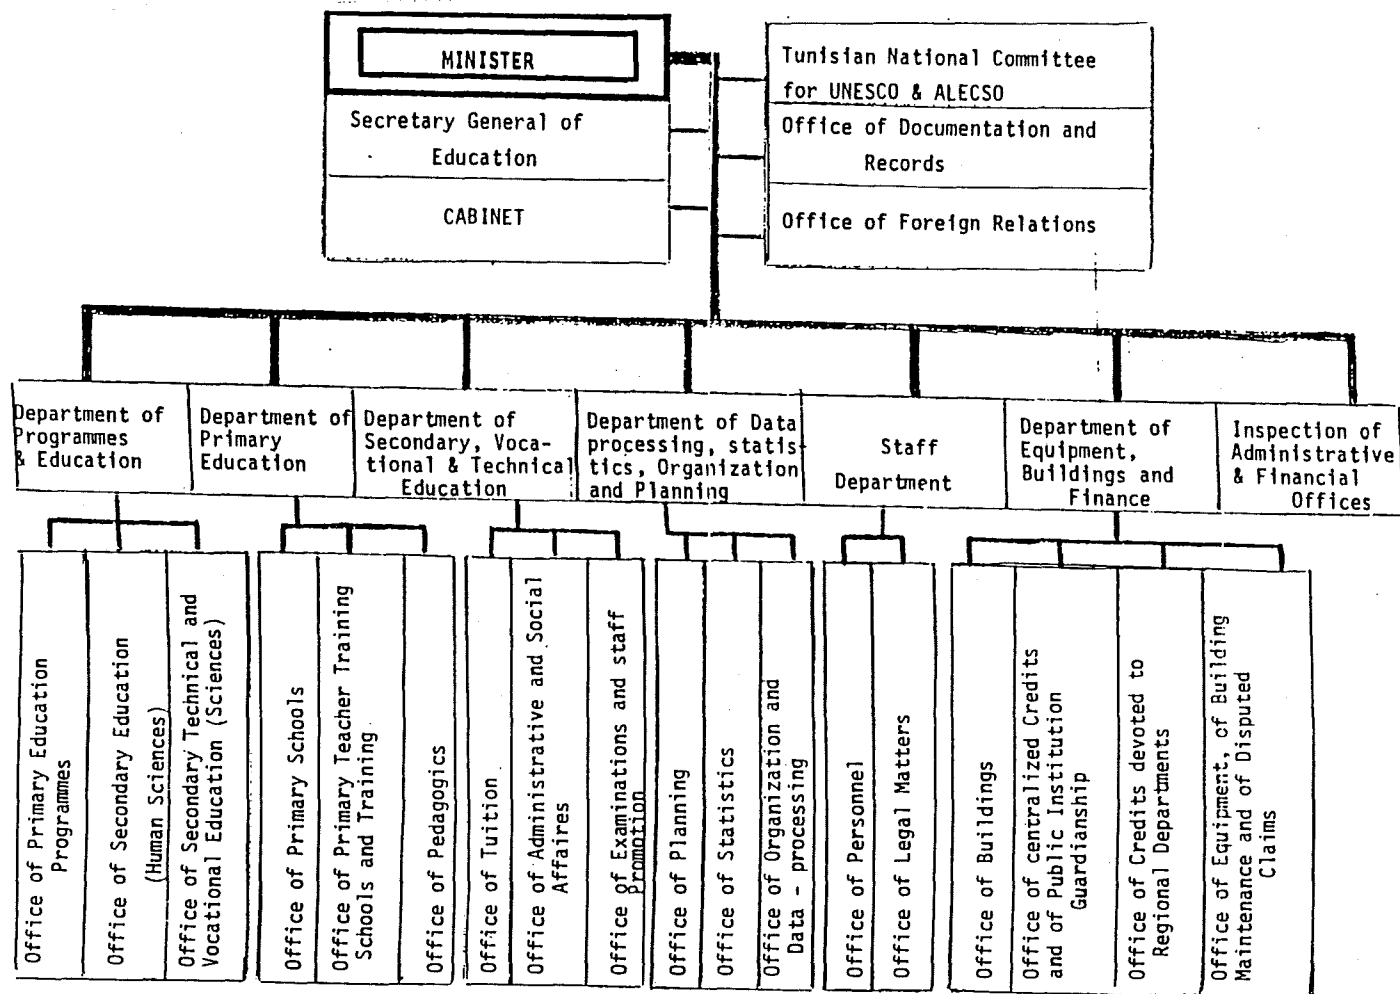 MINISTER
Secretary General of
Education
CABINET
Tunisian National Committee
for UNESCO & ALECSO
Office of Documentation and
Records
Office of Foreign Relations
Department of
Programmes
& Education
Department of
Primary
Education
Department of
Secondary, Voca-
tional & Technical
Education
Department of Data
processing, statis-
tics, Organization
and Planning
Staff
Department
Department of
Equipment,
Buildings and
Finance
Inspection of
Administrative
& Financial
Offices
Office of Primary Education
Programmes
Office of Secondary Education
(Human Sciences)
Office of Secondary Technical and
Vocational Education (Sciences)
Office of Primary Schools
Office of Primary Teacher Training
Schools and Training
Office of Pedagogics
Office of Tuition
Office of Administrative and Social
Affaires
Office of Examinations and staff
Promotion
Office of Planning
Office of Statistics
Office of Organization and
Data - processing
Office of Personnel
Office of Legal Matters
Office of Buildings
Office of centralized Credits
and of Public Institution
Guardianship
Office of Credits devoted to
Regional Departments
Office of Equipment, of Building
Maintenance and of Disputed
Claims